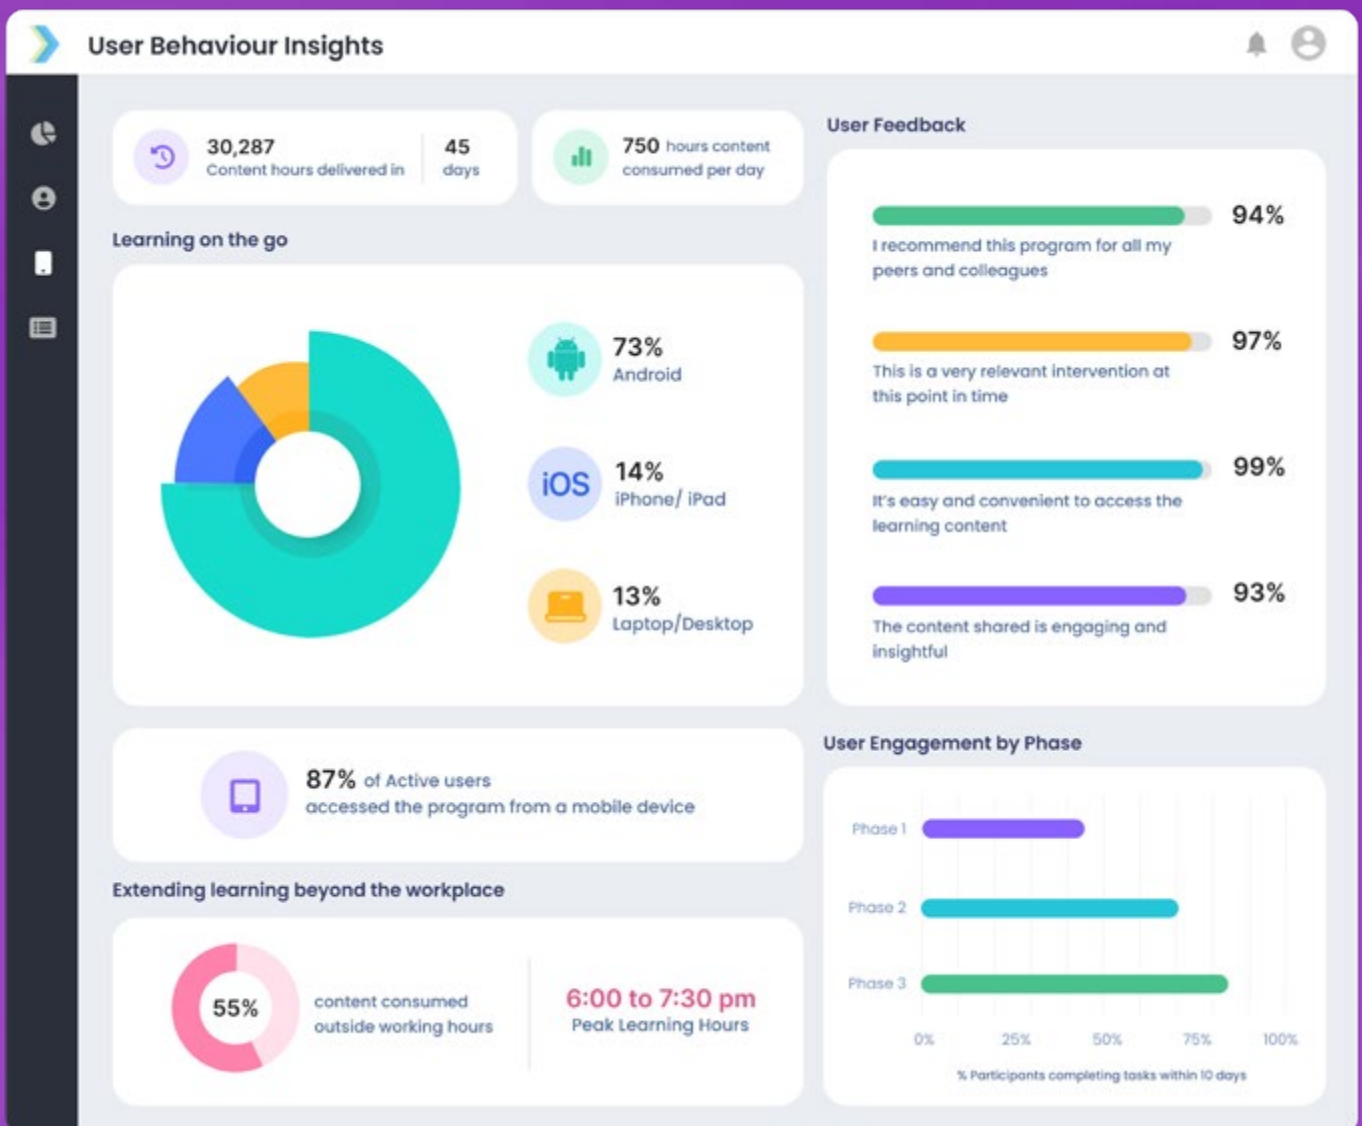 User Behaviour Insights
30,287
Content hours delivered in
45
days
750 hours content
consumed per day
Learning on the go
73%
Android
iOS
14%
iPhone/ iPad
13%
Laptop/Desktop
87% of Active users
accessed the program from a mobile device
Extending learning beyond the workplace
55%
content consumed
outside working hours
6:00 to 7:30 pm
Peak Learning Hours
User Feedback
94%
I recommend this program for all my
peers and colleagues
97%
This is a very relevant intervention at
this point in time
99%
It's easy and convenient to access the
learning content
93%
The content shared is engaging and
insightful
User Engagement by Phase
Phase 1
Phase 2
Phase 3
0% 25% 50% 75% 100%
% Participants completing tasks within 10 days